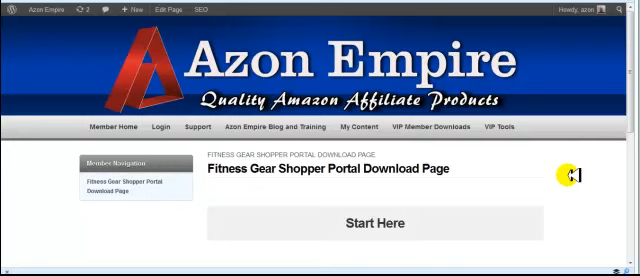 Azon Empire 2 + New Edit Page SEO Howdy, azon
Azon Empire
Quality Amazon Affiliate Products
Member Home Login Support Azon Empire Blog and Training My Content VIP Member Downloads VIP Tools
Member Navigation
Fitness Gear Shopper Portal
Download Page
FITNESS GEAR SHOPPER PORTAL DOWNLOAD PAGE
Fitness Gear Shopper Portal Download Page
Start Here